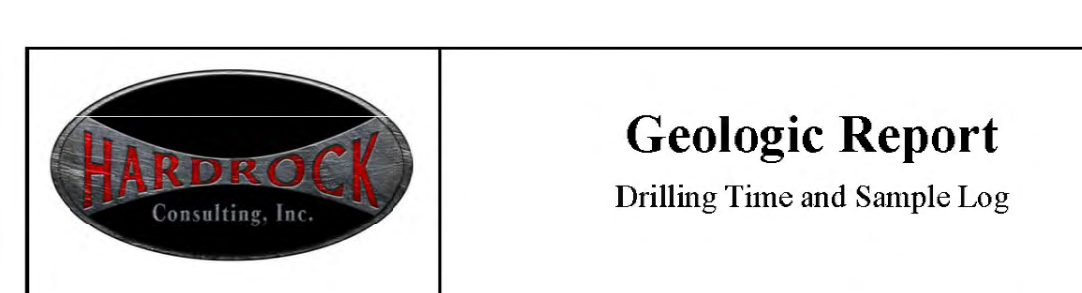 HARDROCK
Consulting, Inc.
Geologic Report
Drilling Time and Sample Log